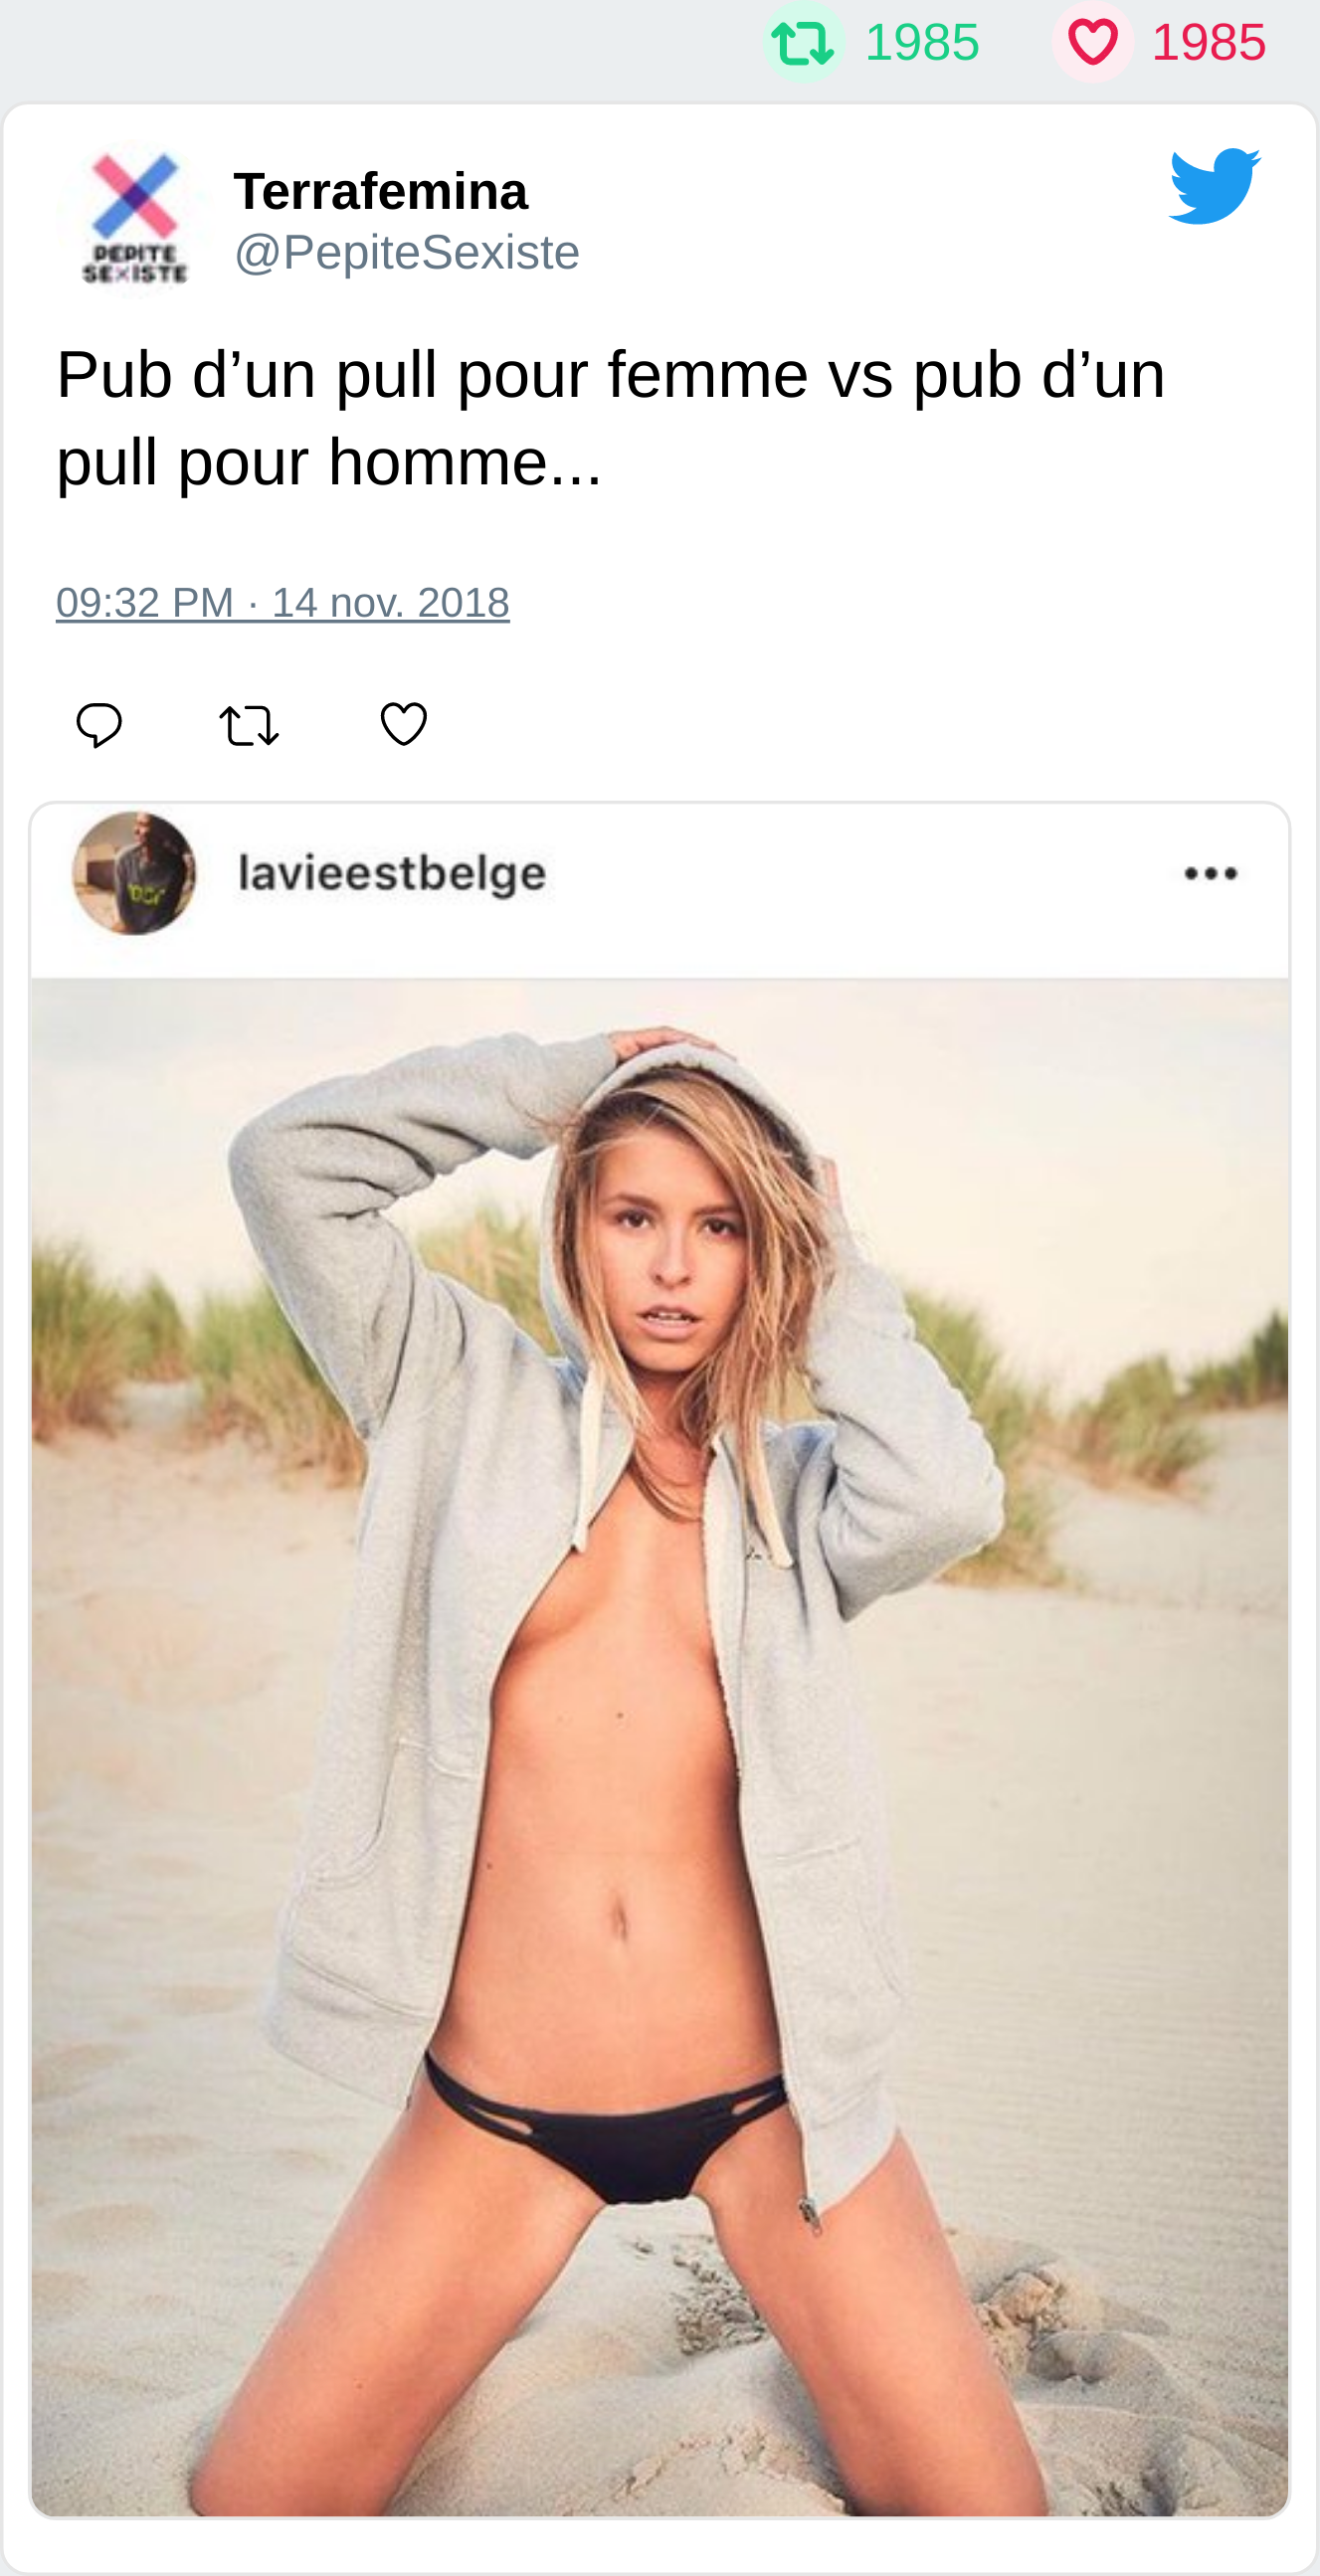 1985 1985
PEPITE
SEXISTE
Terrafemina
@PepiteSexiste
Pub d’un pull pour femme vs pub d’un
pull pour homme...
09:32 PM · 14 nov. 2018
lavieestbelge